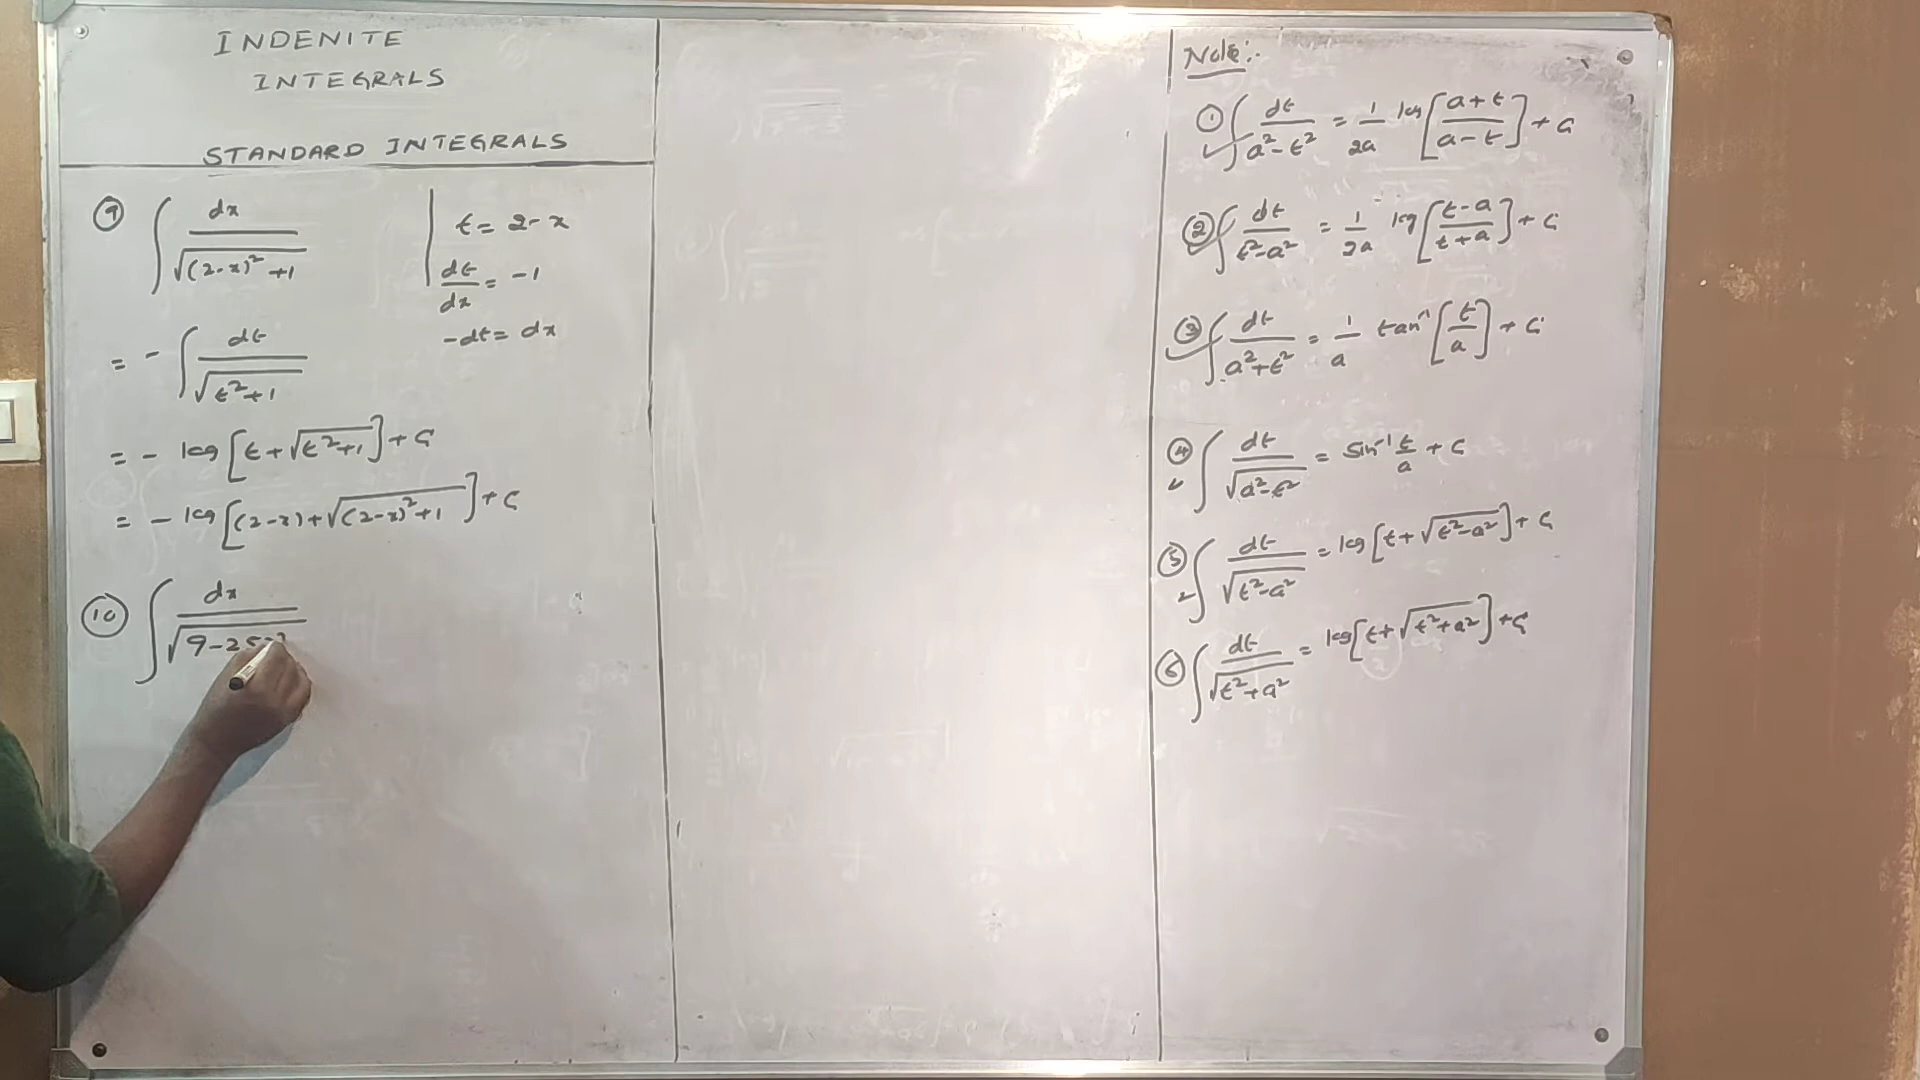 INDENITE
INTEGRALS
STANDARD INTEGRALS
⑨ ∫ dx / √((2-x)² + 1) | t = 2-x
dt/dx = -1
-dt = dx
= - ∫ dt / √(t²+1)
= - log [t + √(t²+1)] + C
= - log [(2-x) + √((2-x)²+1)] + C
⑩ ∫ dx / √(9-25
Note:-
① ∫ dt / (a²-t²) = 1/2a log [(a+t)/(a-t)] + C
② ∫ dt / (t²-a²) = 1/2a log [(t-a)/(t+a)] + C
③ ∫ dt / (a²+t²) = 1/a tan⁻¹ [t/a] + C
④ ∫ dt / √(a²-t²) = sin⁻¹ t/a + C
⑤ ∫ dt / √(t²-a²) = log [t + √(t²-a²)] + C
⑥ ∫ dt / √(t²+a²) = log [t + √(t²+a²)] + C